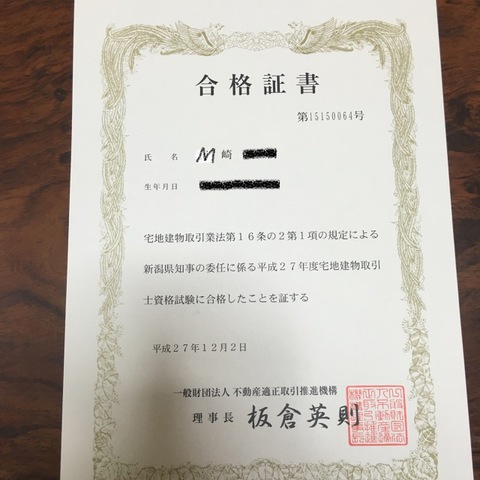 合格証書
第15150064号
氏名 M崎
生年月日
宅地建物取引業法第16条の2第1項の規定による
新潟県知事の委任に係る平成27年度宅地建物取引
士資格試験に合格したことを証する
平成27年12月2日
一般財団法人 不動産適正取引推進機構
理事長 板倉英則